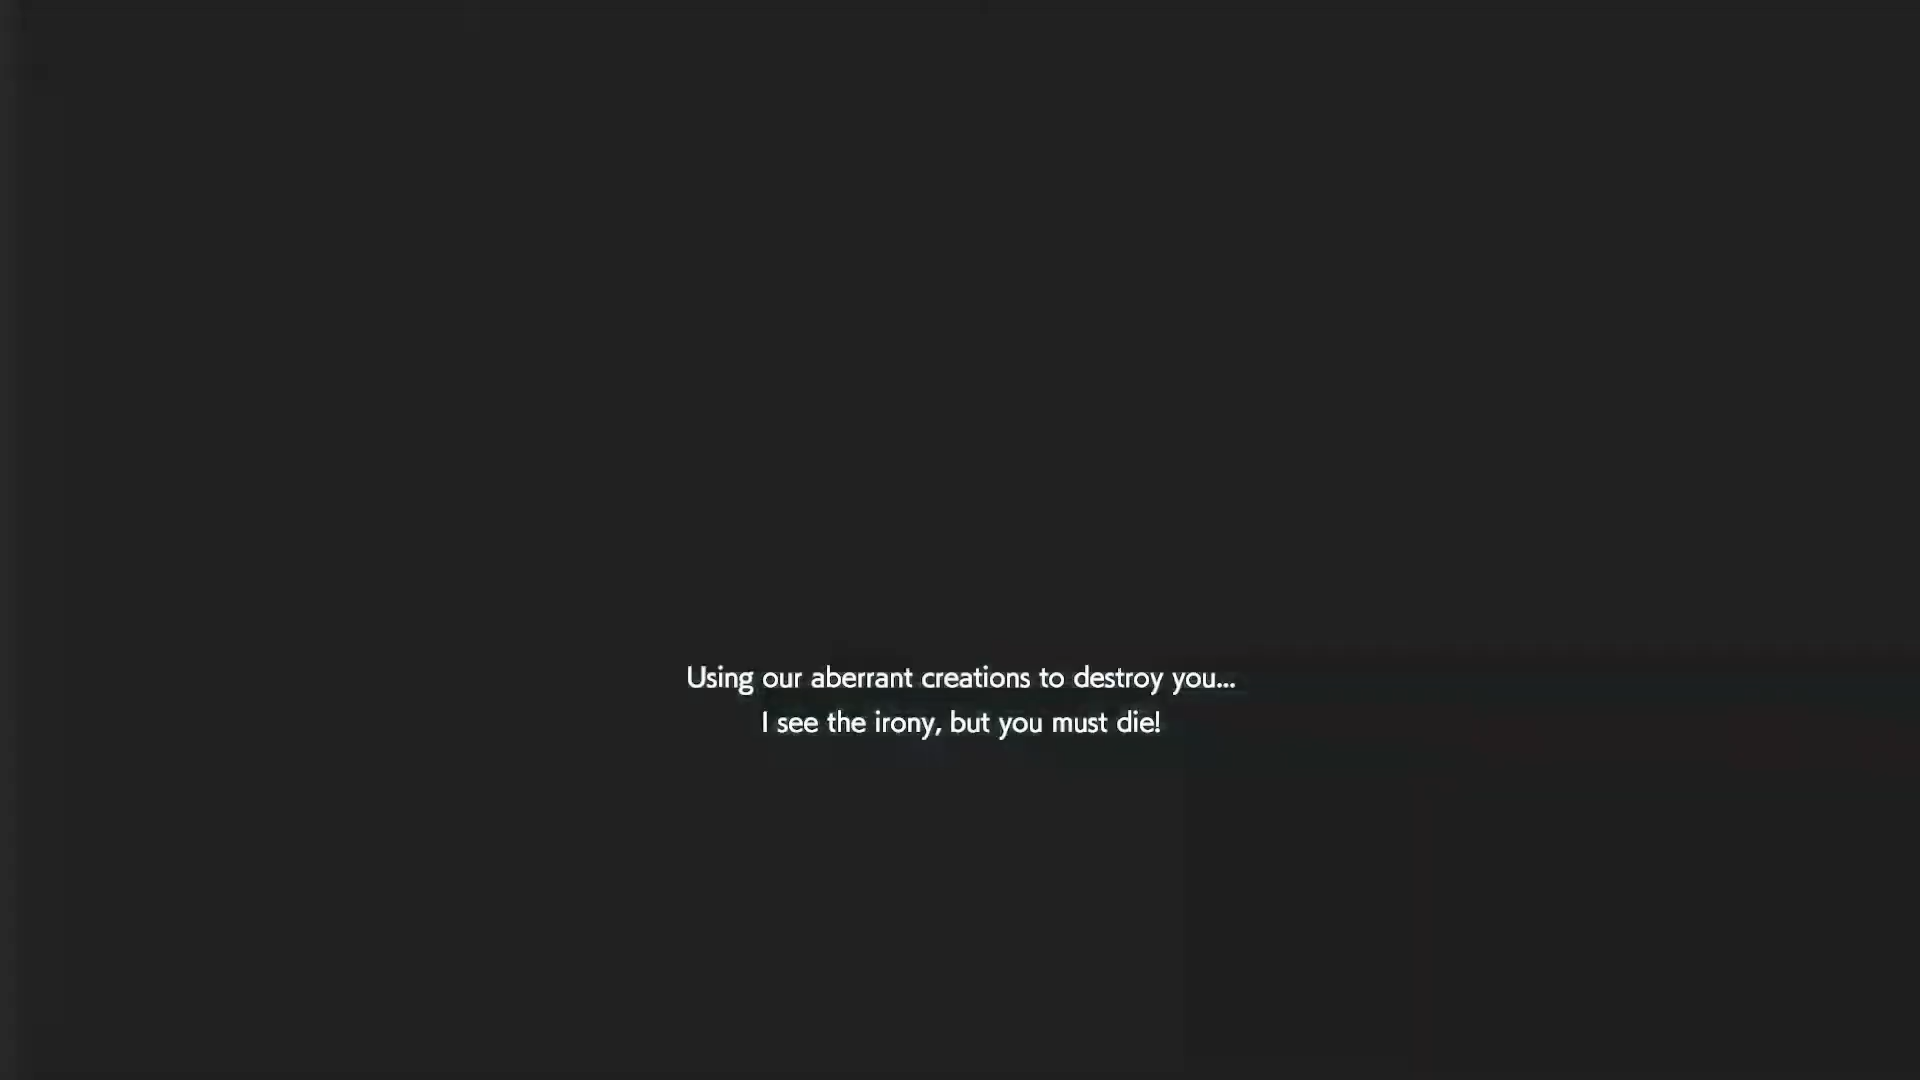 Using our aberrant creations to destroy you...
I see the irony, but you must die!